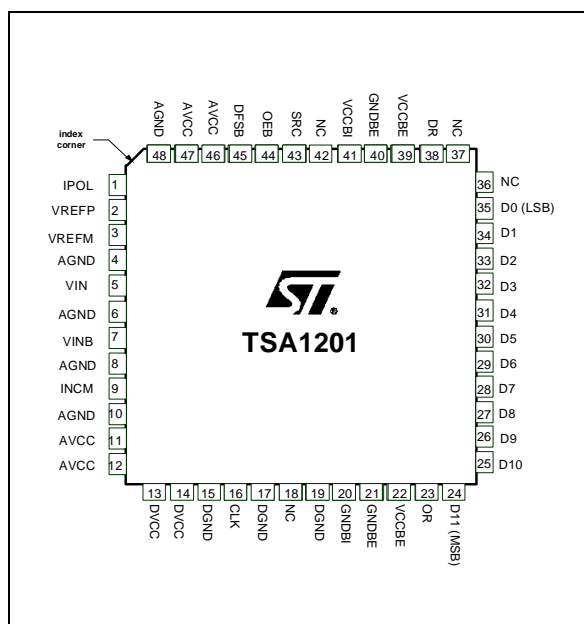 AGND
AVCC
AVCC
DFSB
OEB
SRC
NC
VCCBI
GNDBE
VCCBE
DR
NC
index
corner
48 47 46 45 44 43 42 41 40 39 38 37
IPOL 1
VREFP 2
VREFM 3
AGND 4
VIN 5
AGND 6
VINB 7
AGND 8
INCM 9
AGND 10
AVCC 11
AVCC 12
ST
TSA1201
36 NC
35 D0 (LSB)
34 D1
33 D2
32 D3
31 D4
30 D5
29 D6
28 D7
27 D8
26 D9
25 D10
13 14 15 16 17 18 19 20 21 22 23 24
DVCC
DVCC
DGND
CLK
DGND
NC
DGND
GNDBI
GNDBE
VCCBE
OR
D11 (MSB)